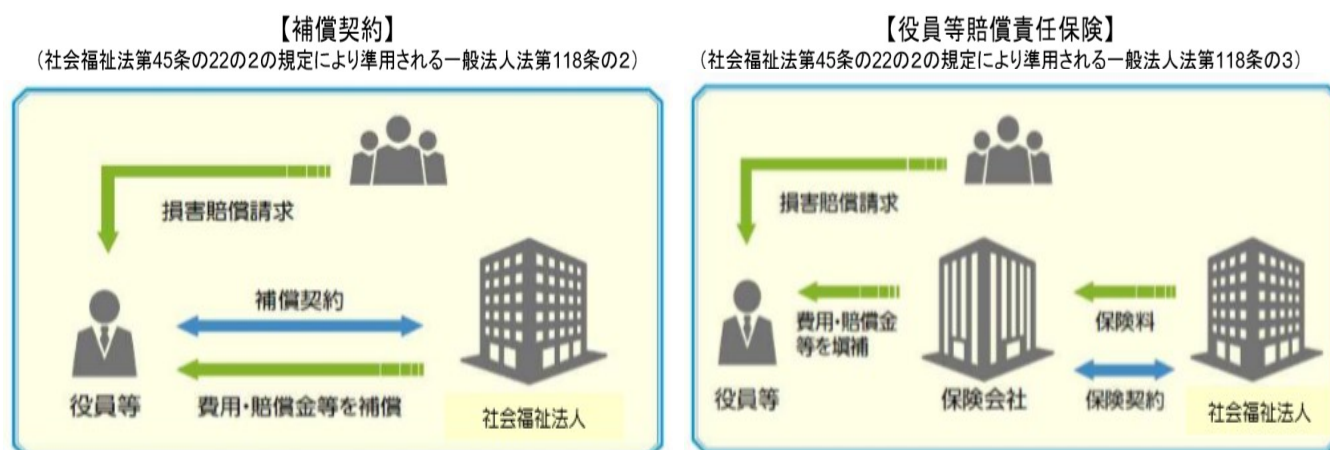 【補償契約】
(社会福祉法第45条の22の2の規定により準用される一般法人法第118条の2)
損害賠償請求
補償契約
役員等
費用・賠償金等を補償
社会福祉法人
【役員等賠償責任保険】
(社会福祉法第45条の22の2の規定により準用される一般法人法第118条の3)
損害賠償請求
費用・賠償金
等を塡補
保険料
役員等
保険会社
保険契約
社会福祉法人